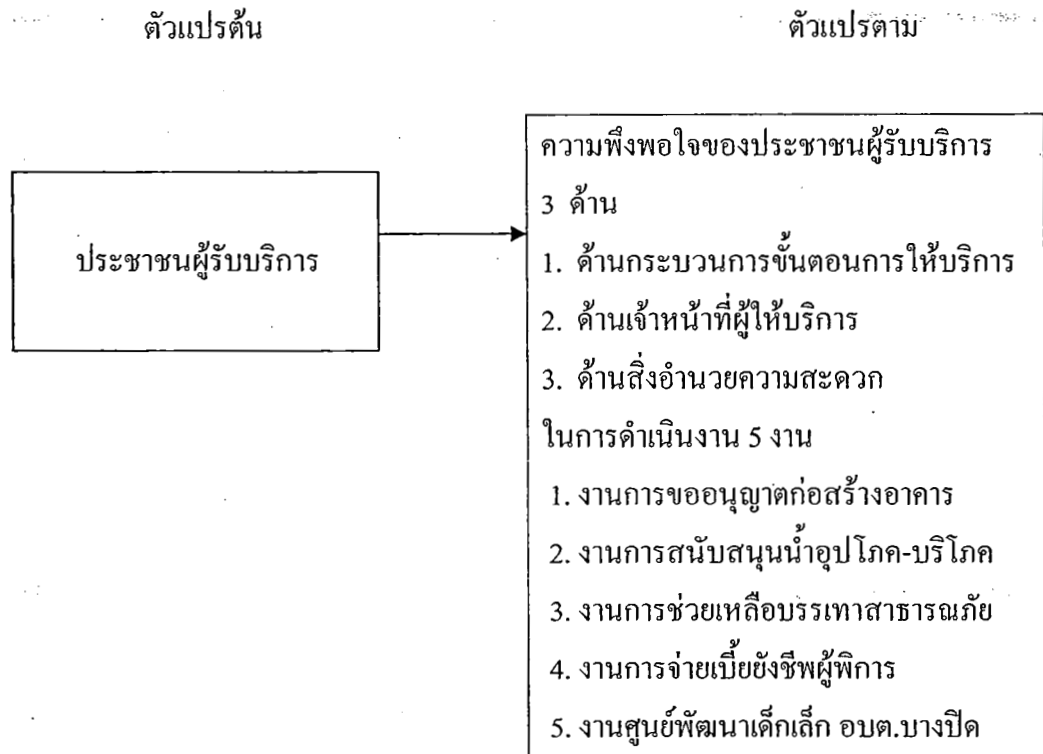 ตัวแปรต้น
ตัวแปรตาม
ประชาชนผู้รับบริการ
ความพึงพอใจของประชาชนผู้รับบริการ
3 ด้าน
1. ด้านกระบวนการขั้นตอนการให้บริการ
2. ด้านเจ้าหน้าที่ผู้ให้บริการ
3. ด้านสิ่งอำนวยความสะดวก
ในการดำเนินงาน 5 งาน
1. งานการขออนุญาตก่อสร้างอาคาร
2. งานการสนับสนุนน้ำอุปโภค-บริโภค
3. งานการช่วยเหลือบรรเทาสาธารณภัย
4. งานการจ่ายเบี้ยยังชีพผู้พิการ
5. งานศูนย์พัฒนาเด็กเล็ก อบต.บางปิด